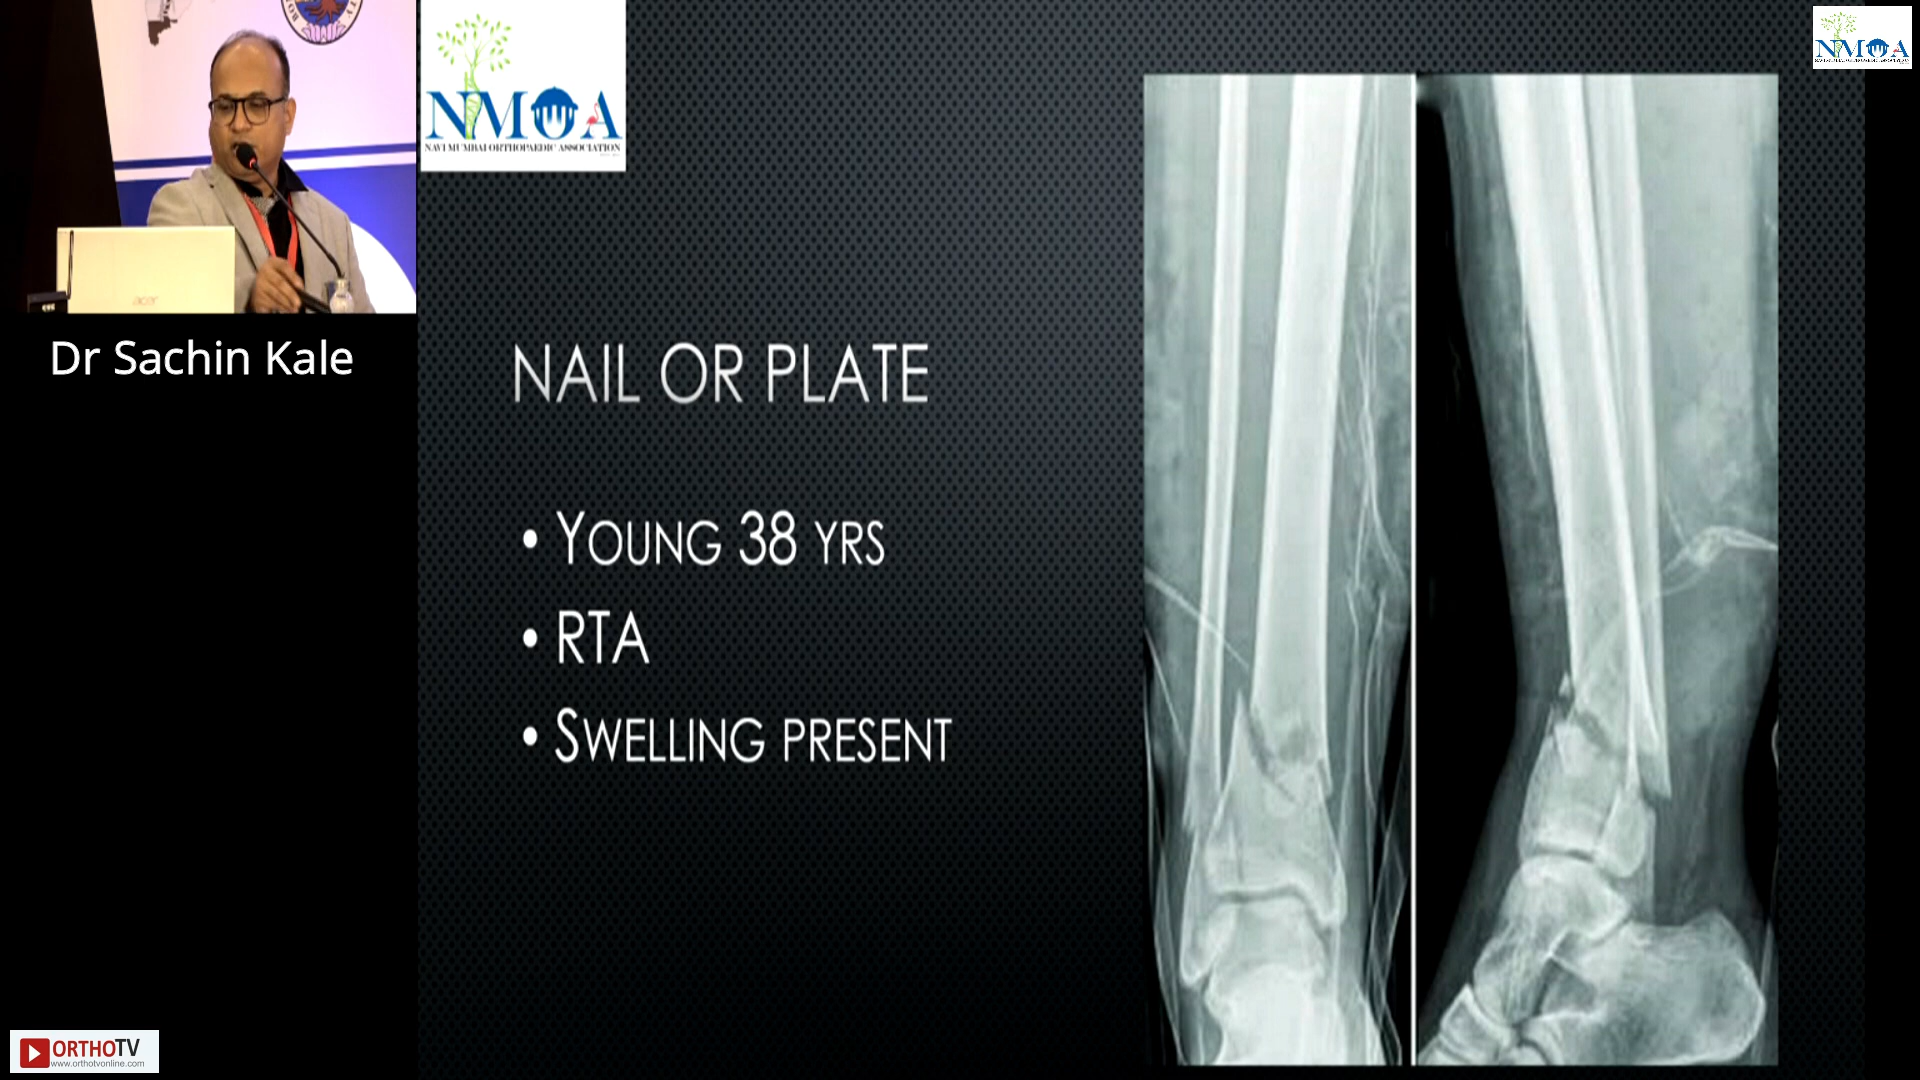 NMOA
NAVI MUMBAI ORTHOPAEDIC ASSOCIATION
NMOA
acer
Dr Sachin Kale
NAIL OR PLATE
• YOUNG 38 YRS
• RTA
• SWELLING PRESENT
ORTHOTV
www.orthotvonline.com